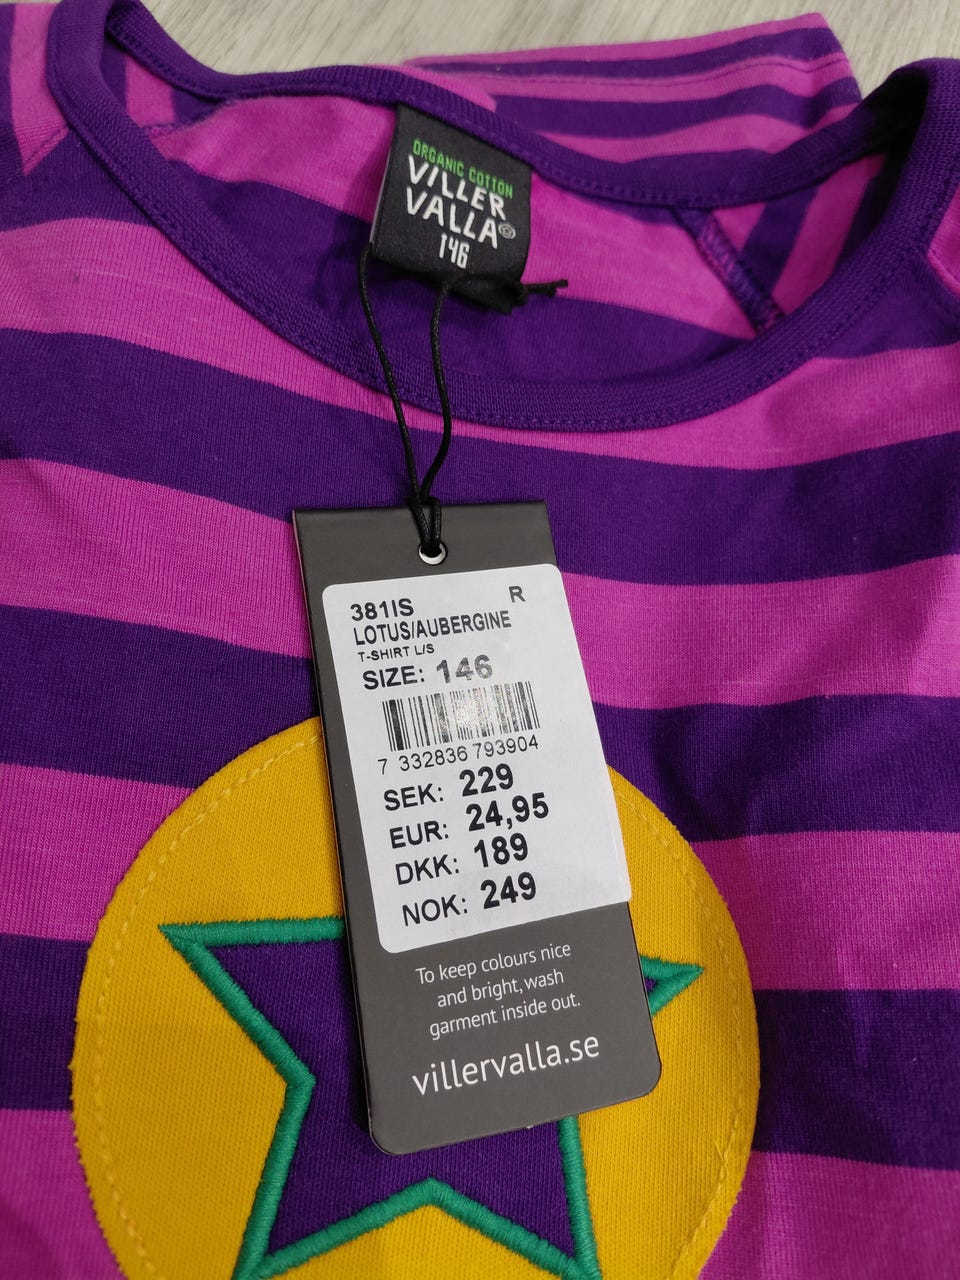 ORGANIC COTTON
VILLER
VALLA®
146
381IS R
LOTUS/AUBERGINE
T-SHIRT L/S
SIZE: 146
7 332836 793904
SEK: 229
EUR: 24,95
DKK: 189
NOK: 249
To keep colours nice
and bright, wash
garment inside out.
villervalla.se